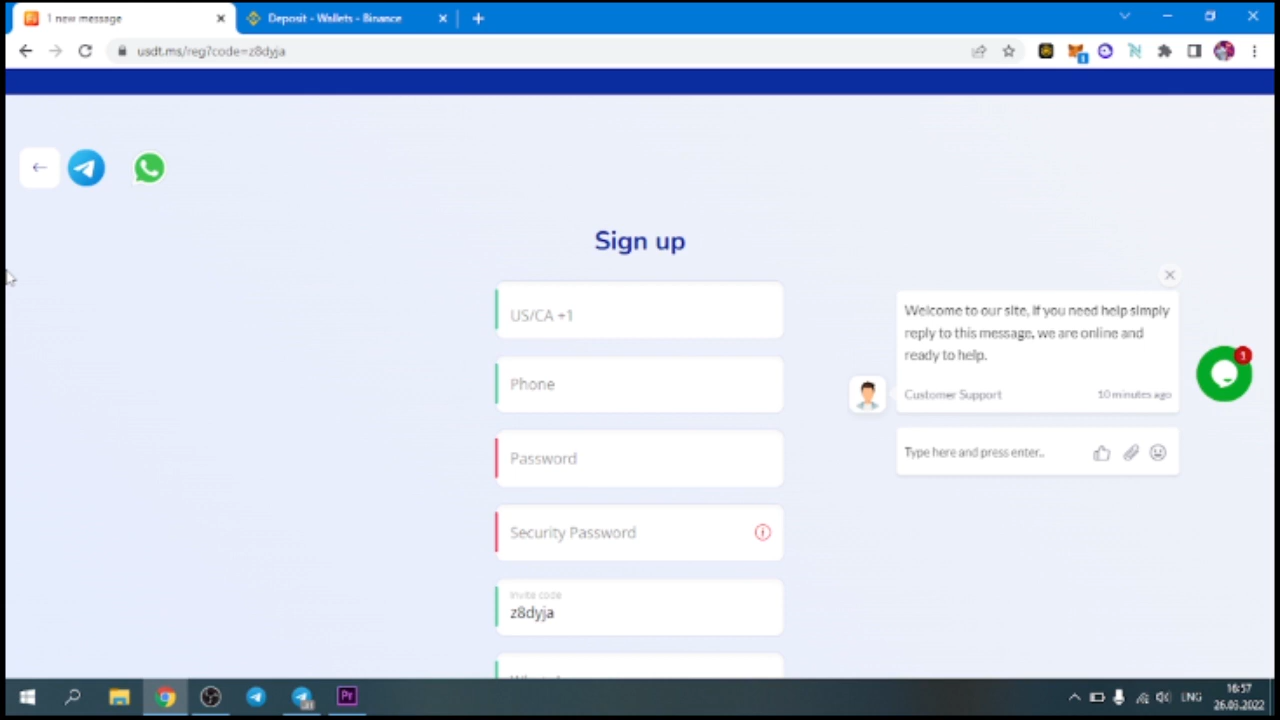 1 new message
Deposit - Wallets - Binance
usdt.ms/reg?code=z8dyja
Sign up
US/CA +1
Phone
Password
Security Password
Invite code
z8dyja
Welcome to our site, if you need help simply
reply to this message, we are online and
ready to help.
Customer Support
10 minutes ago
1
Type here and press enter..
Pr
ENG
16:57
26.03.2022